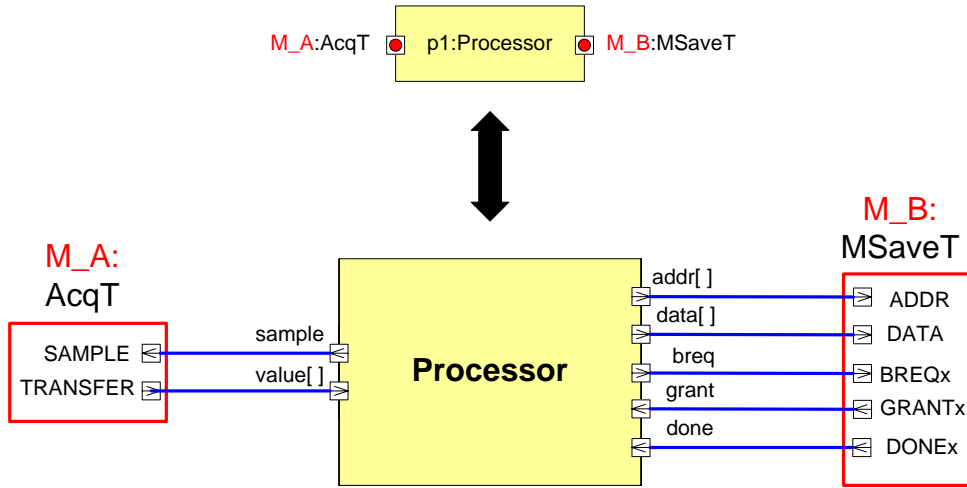 M_A:AcqT
p1:Processor
M_B:MSaveT
M_A:
AcqT
M_B:
MSaveT
SAMPLE
TRANSFER
sample
value[ ]
Processor
addr[ ]
data[ ]
breq
grant
done
ADDR
DATA
BREQx
GRANTx
DONEx